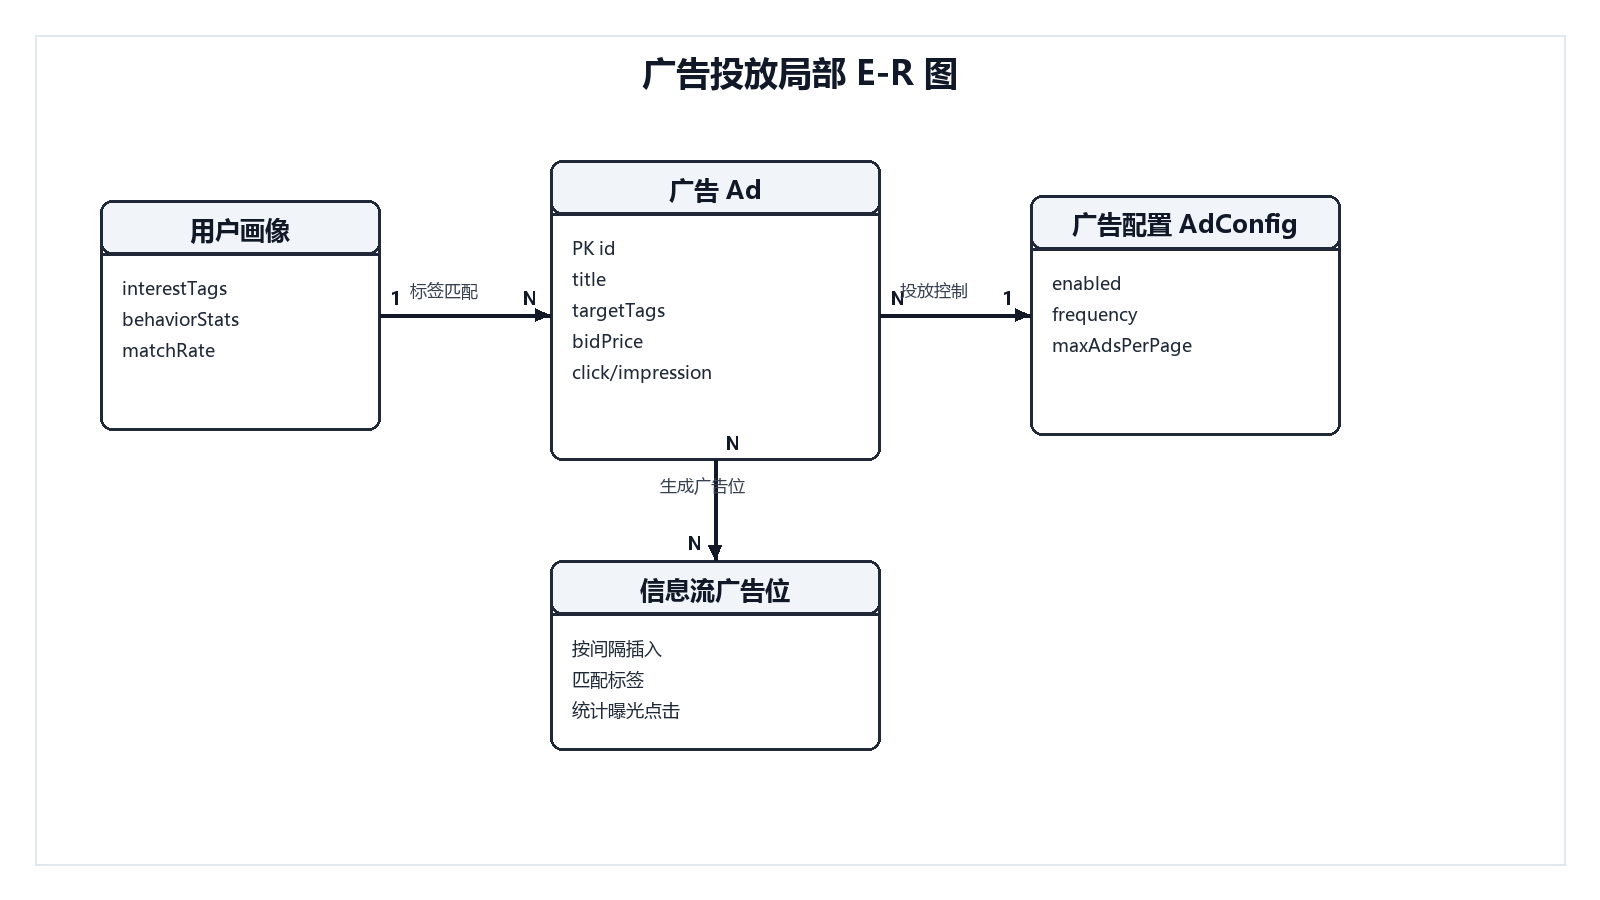 广告投放局部 E-R 图
用户画像
interestTags
behaviorStats
matchRate
1
标签匹配
N
广告 Ad
PK id
title
targetTags
bidPrice
click/impression
N
投放控制
1
广告配置 AdConfig
enabled
frequency
maxAdsPerPage
N
生成广告位
N
信息流广告位
按间隔插入
匹配标签
统计曝光点击